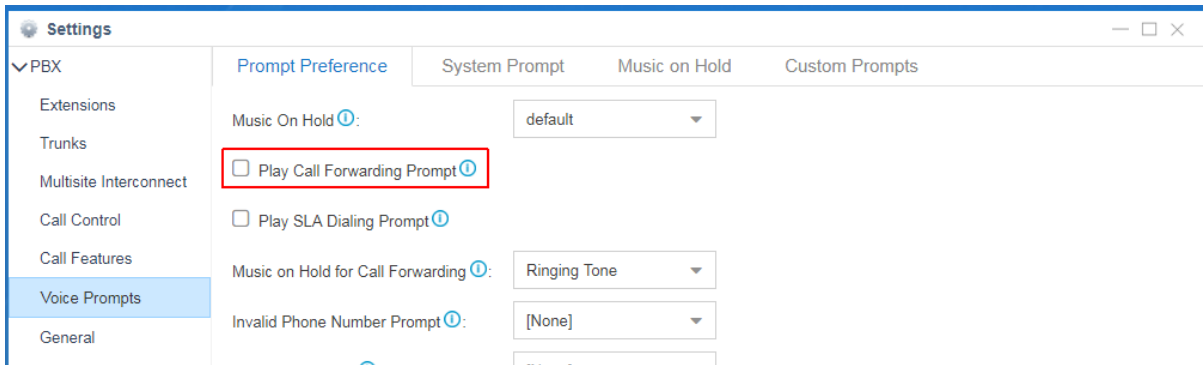 Settings
PBX
Extensions
Trunks
Multisite Interconnect
Call Control
Call Features
Voice Prompts
General
Prompt Preference System Prompt Music on Hold Custom Prompts
Music On Hold : default
Play Call Forwarding Prompt
Play SLA Dialing Prompt
Music on Hold for Call Forwarding : Ringing Tone
Invalid Phone Number Prompt : [None]